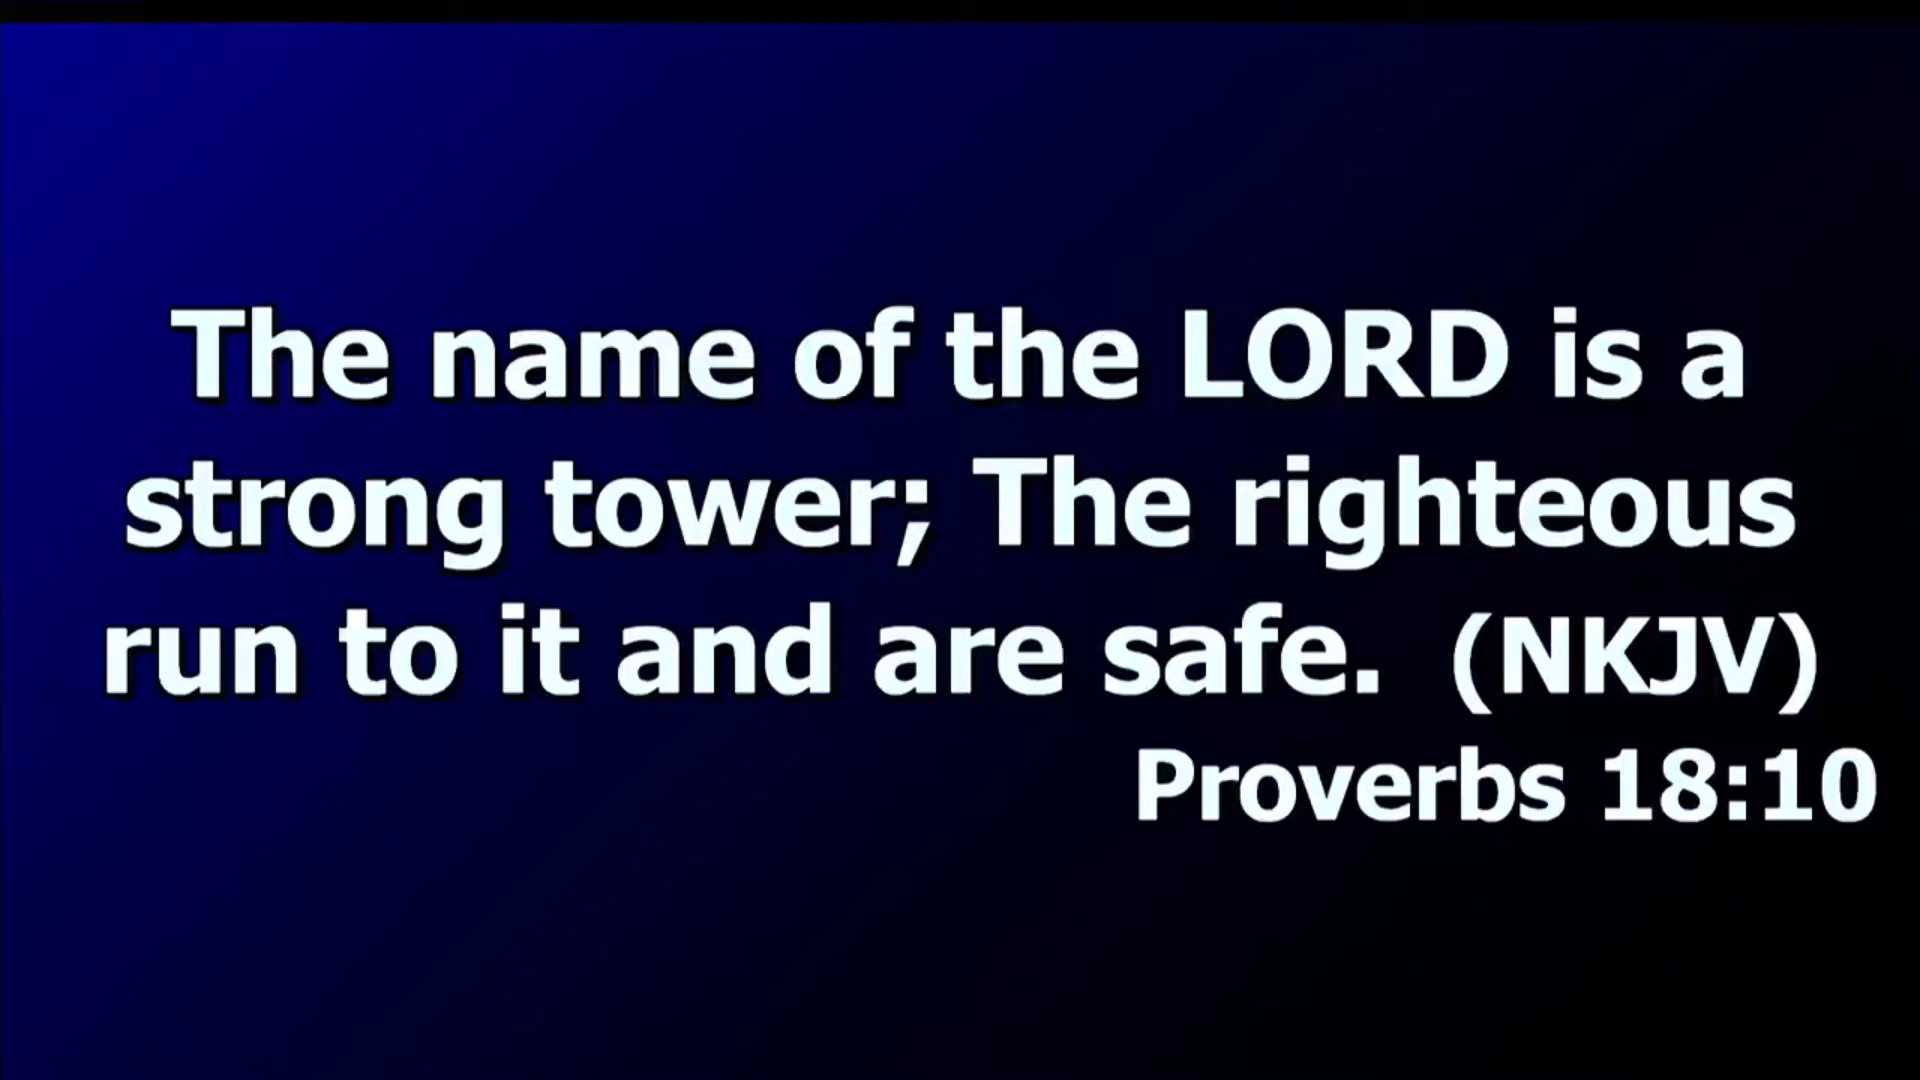 The name of the LORD is a
strong tower; The righteous
run to it and are safe.  (NKJV)
Proverbs 18:10